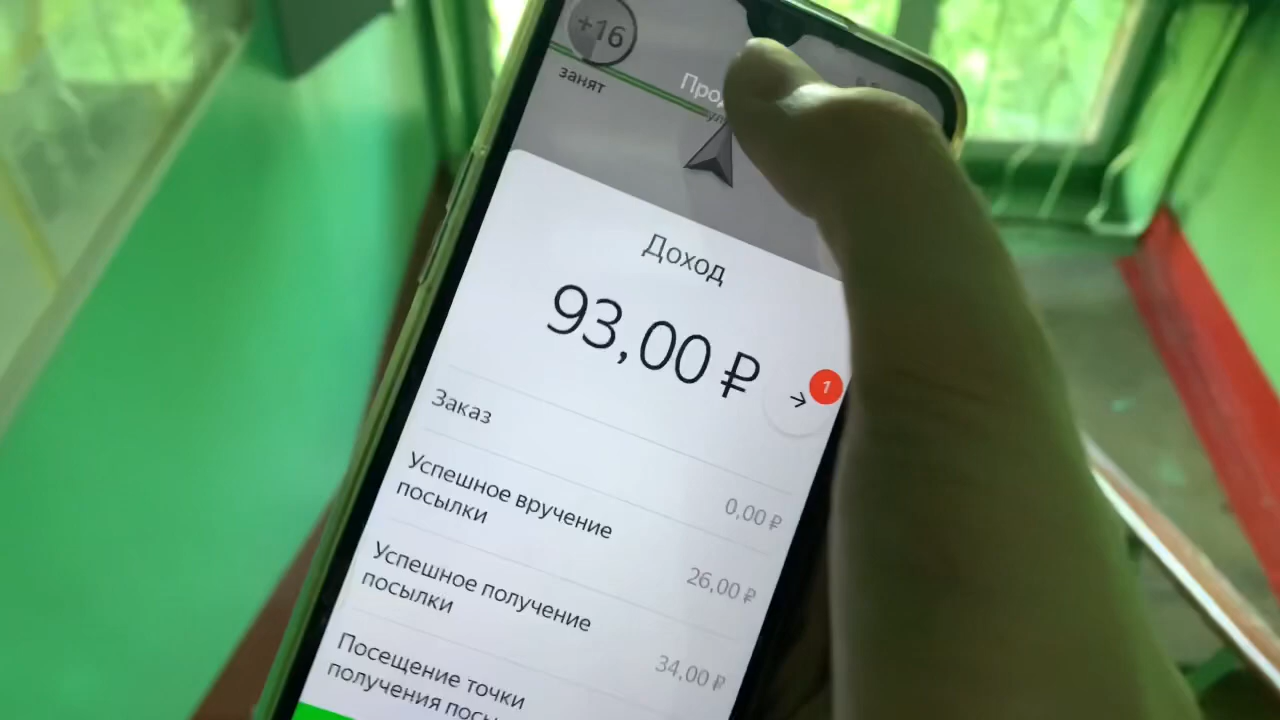 +16
занят
Доход
93,00 ₽
1
Заказ
0,00 ₽
Успешное вручение
посылки
26,00 ₽
Успешное получение
посылки
34,00 ₽
Посещение точки
получения